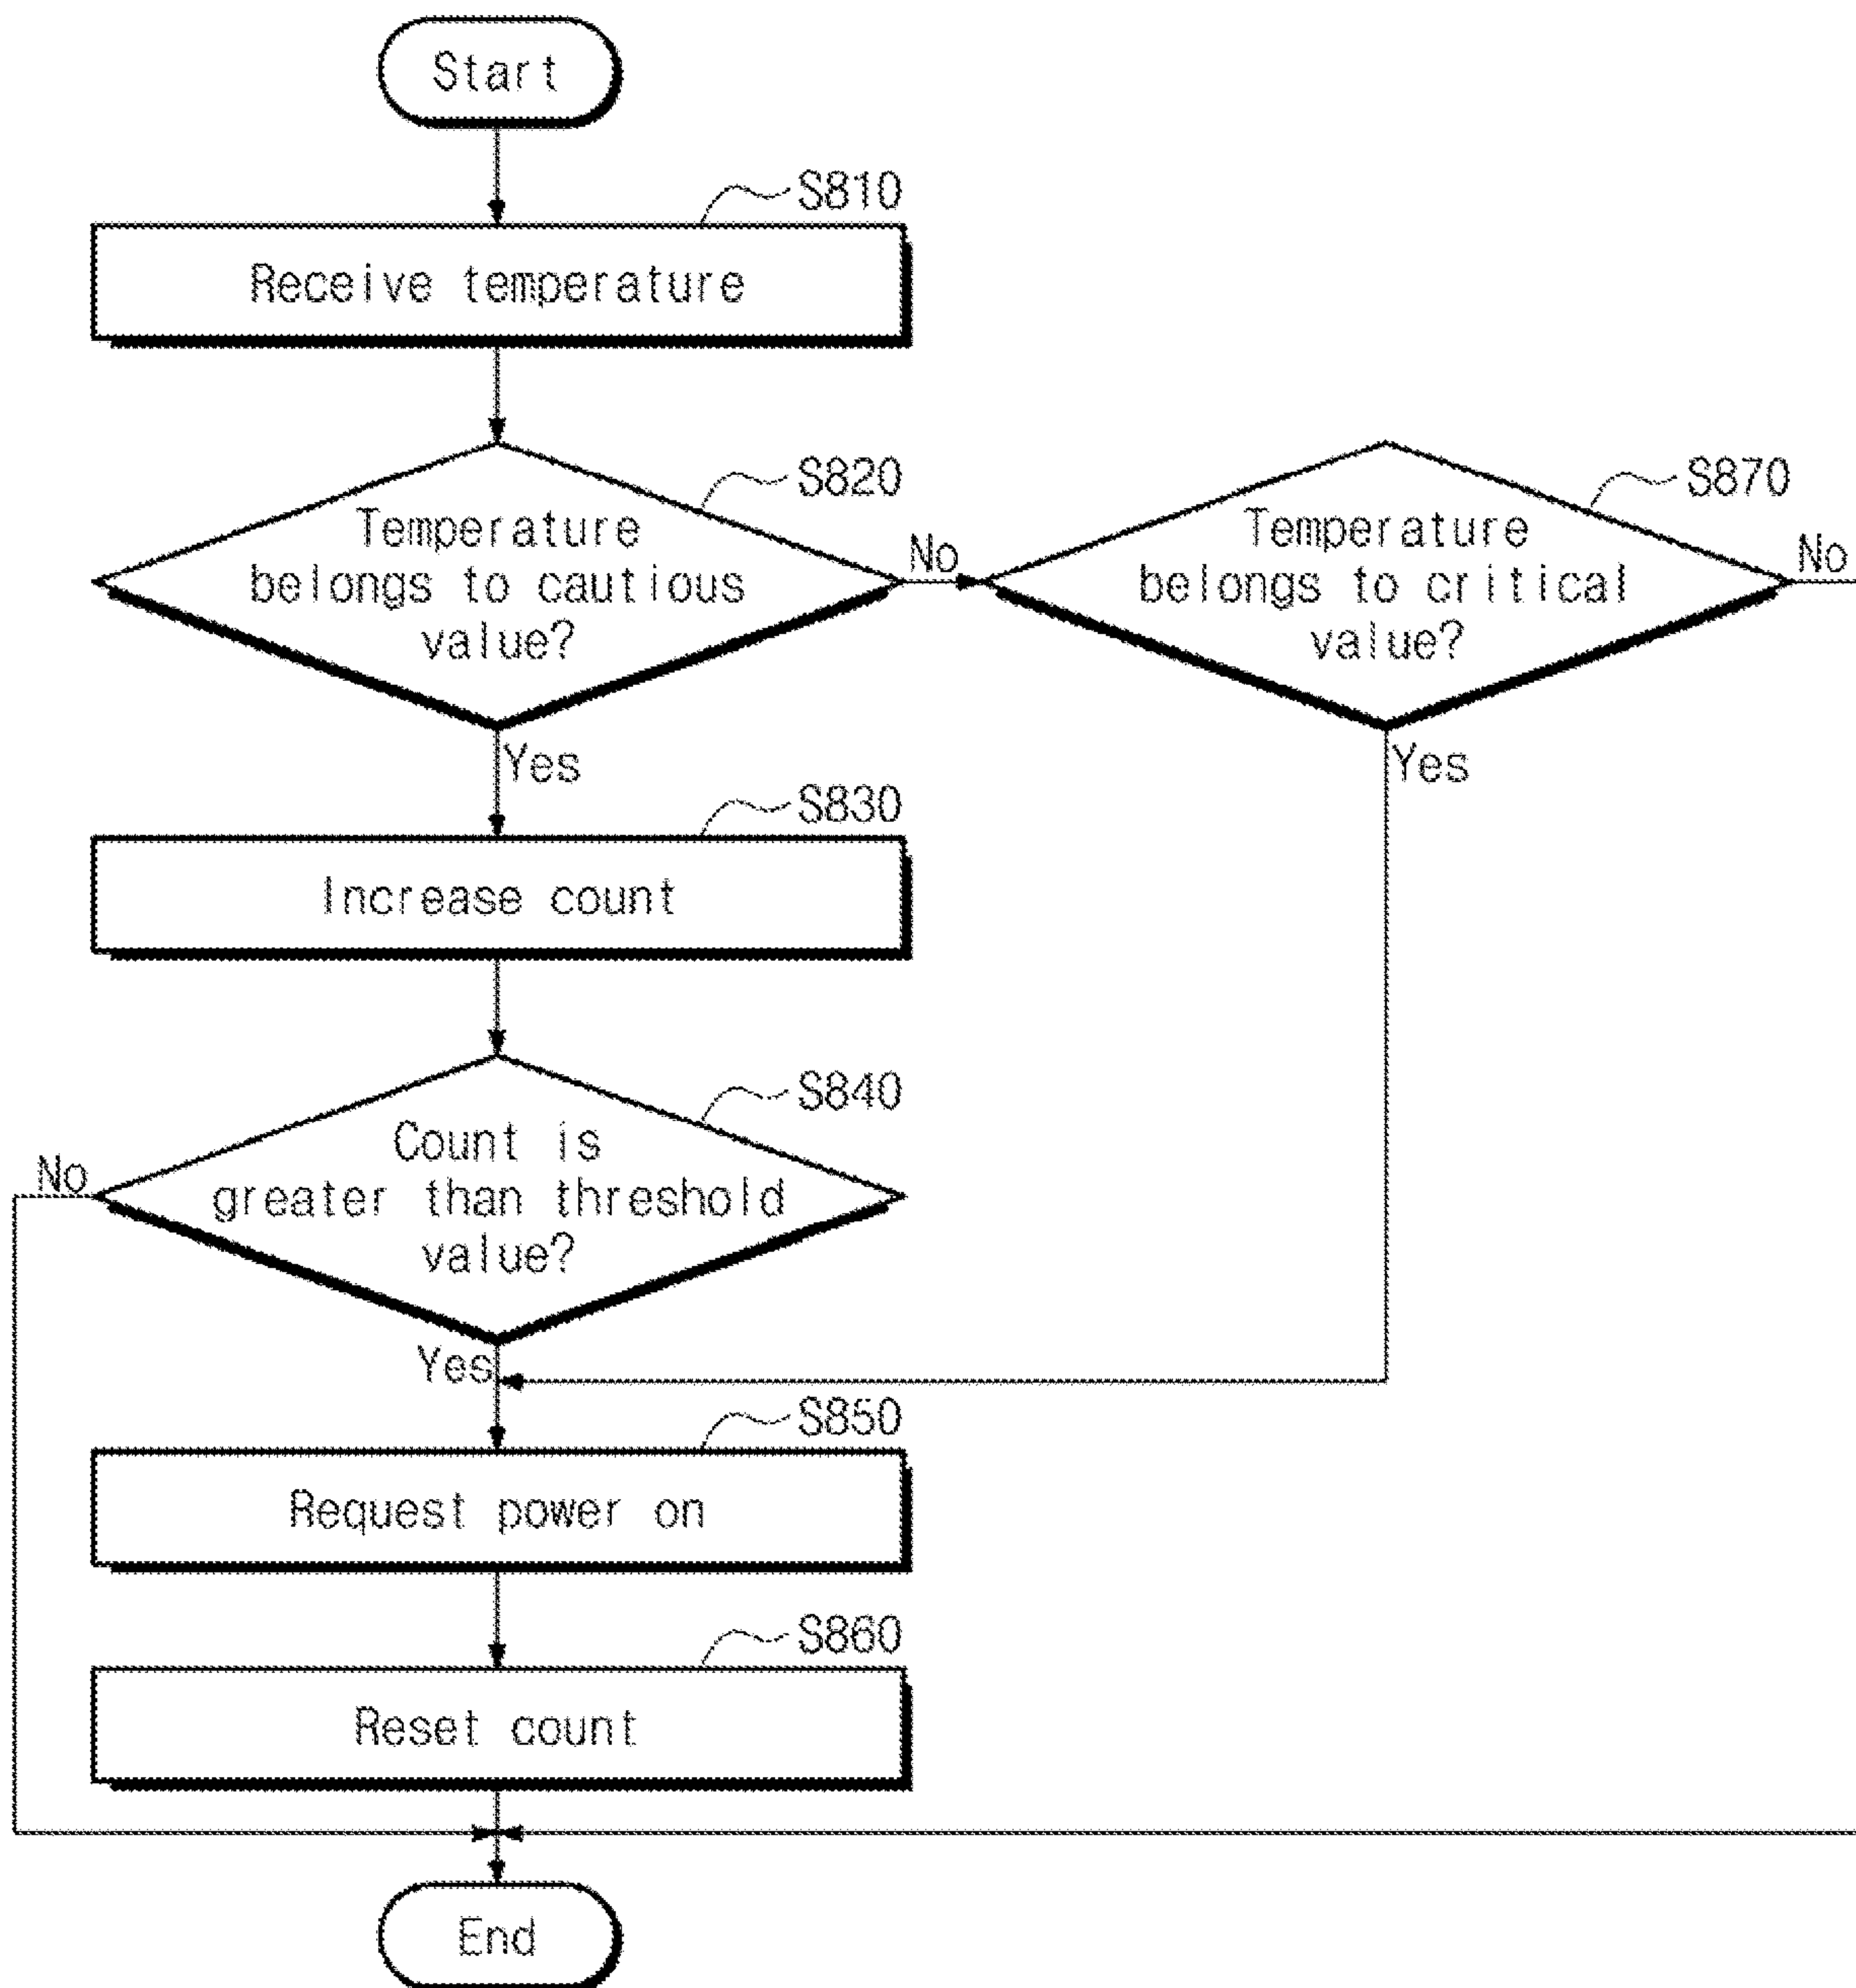 Start
S810
Receive temperature
S820
Temperature
belongs to cautious
value?
No
Yes
S870
Temperature
belongs to critical
value?
No
Yes
S830
Increase count
S840
Count is
greater than threshold
value?
No
Yes
S850
Request power on
S860
Reset count
End